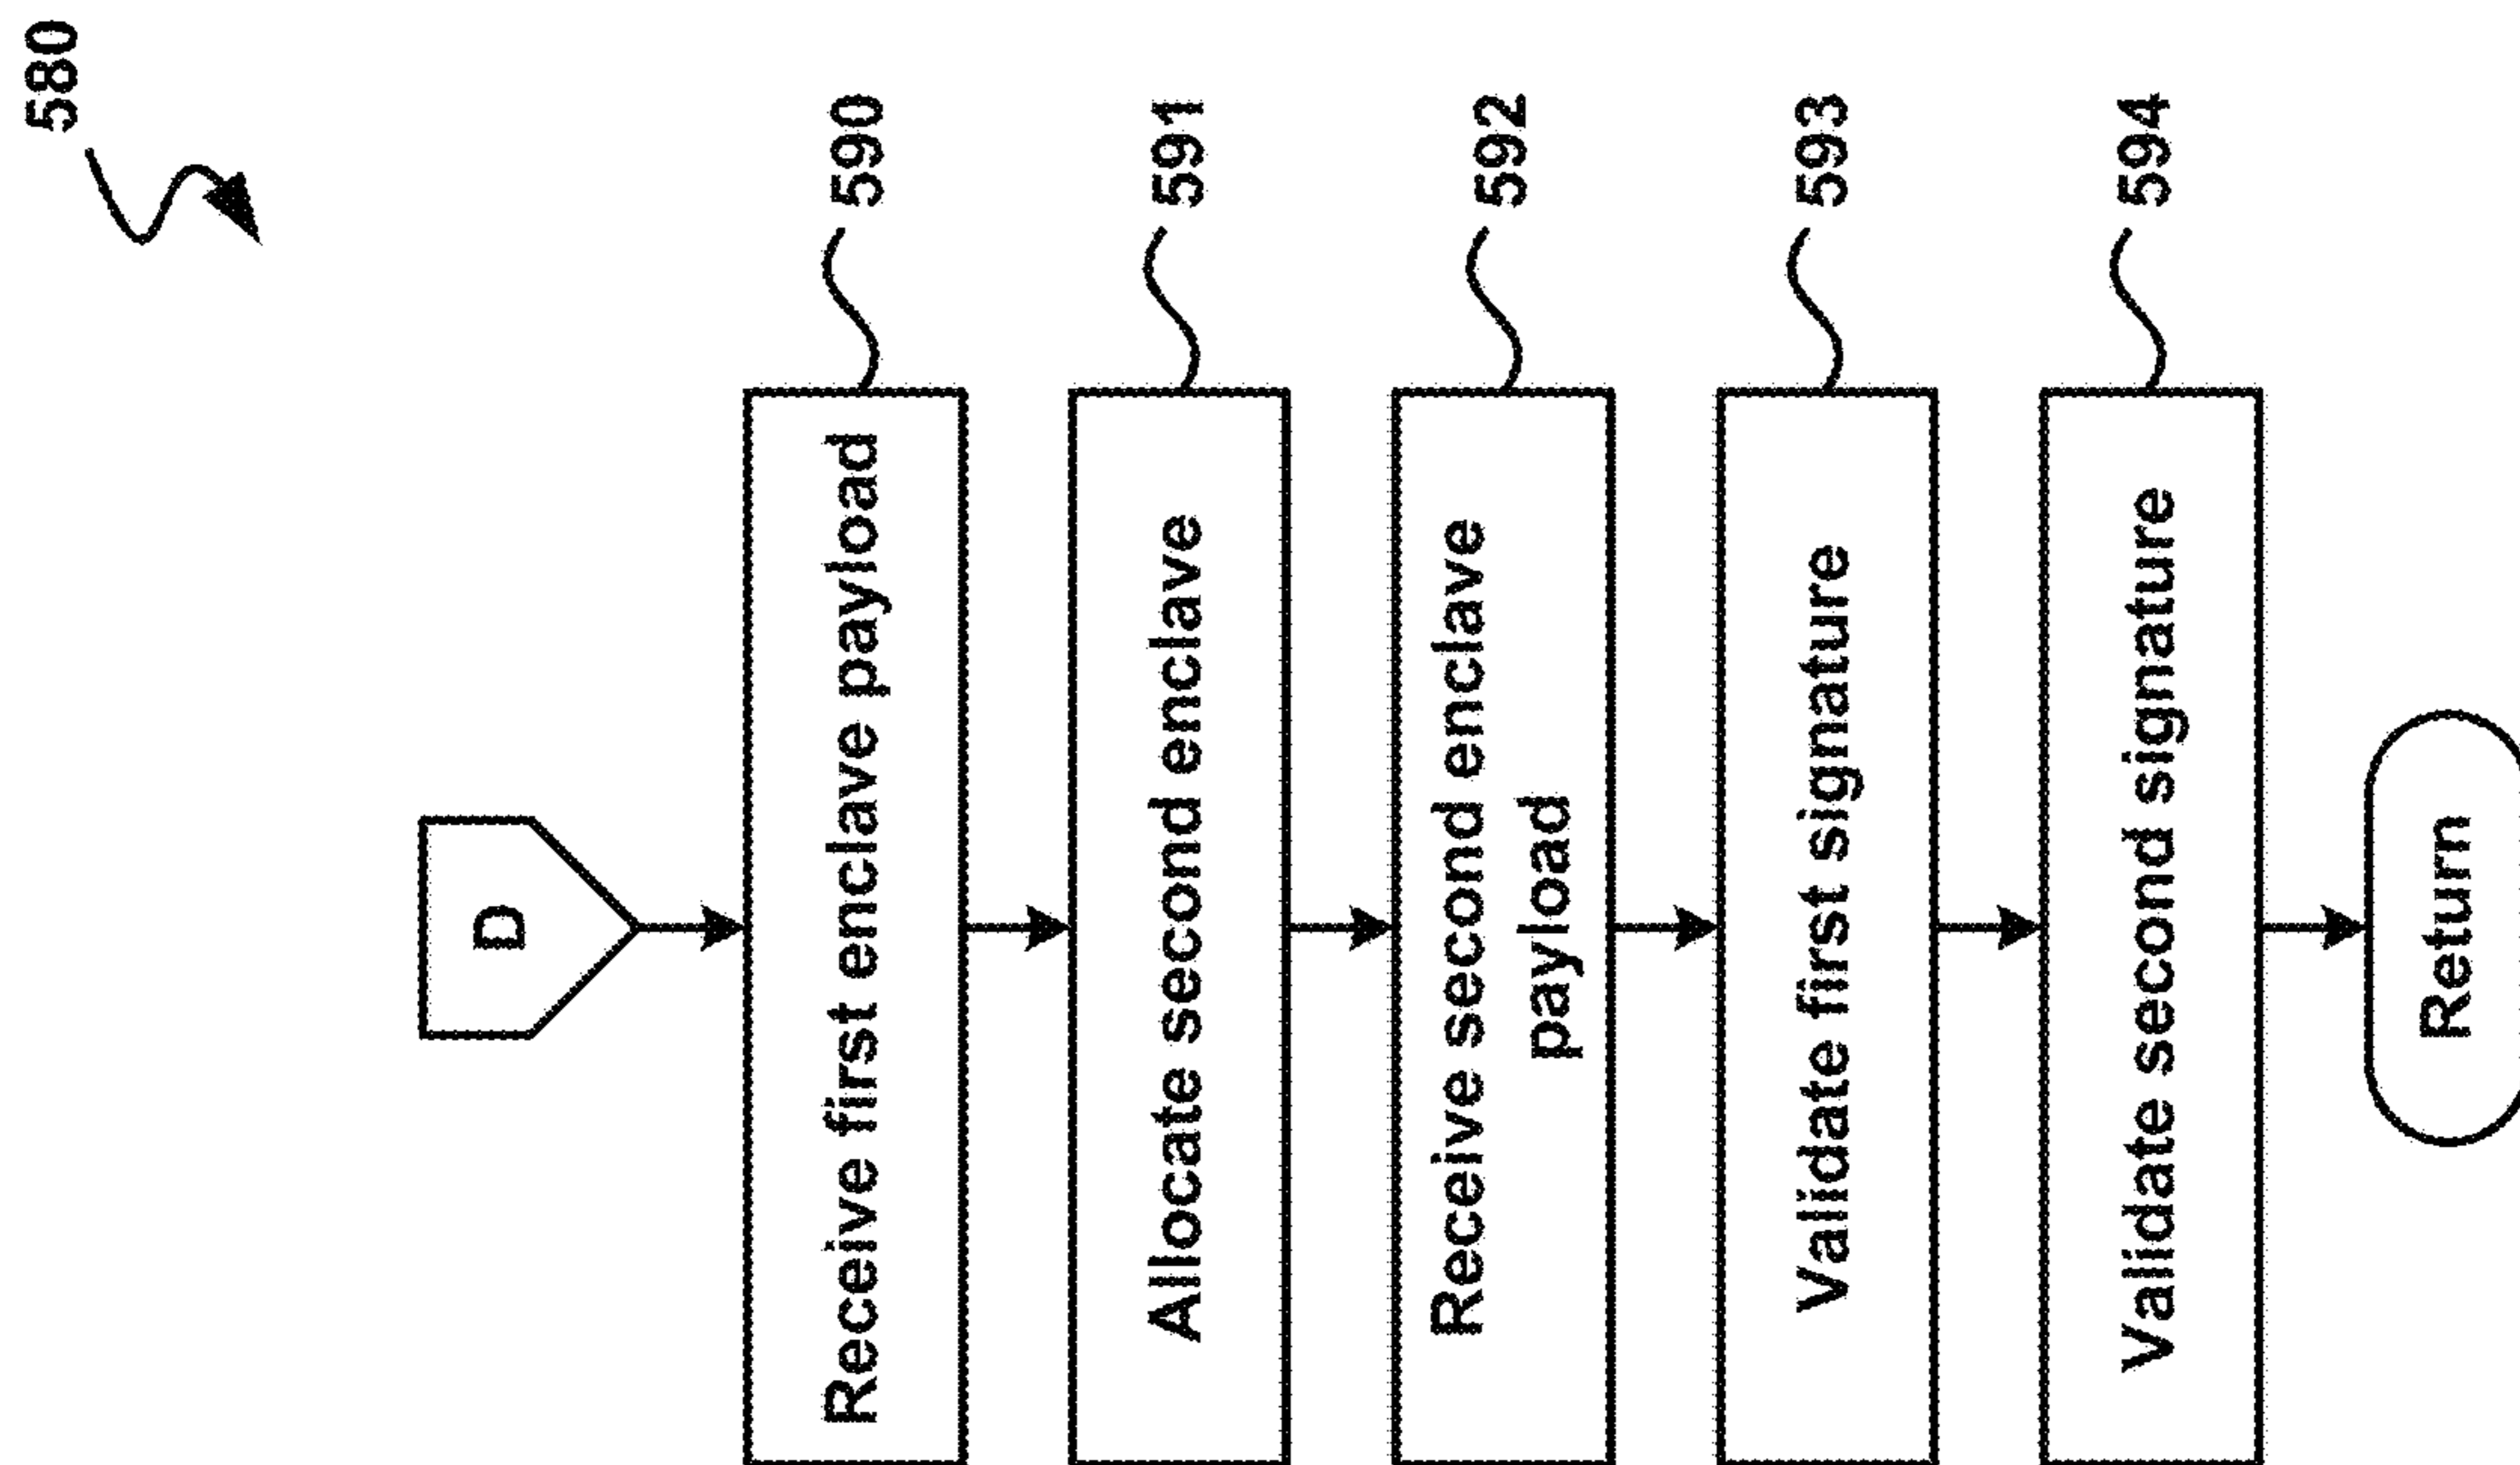 580
D
Receive first enclave payload
590
Allocate second enclave
591
Receive second enclave
payload
592
Validate first signature
593
Validate second signature
594
Return